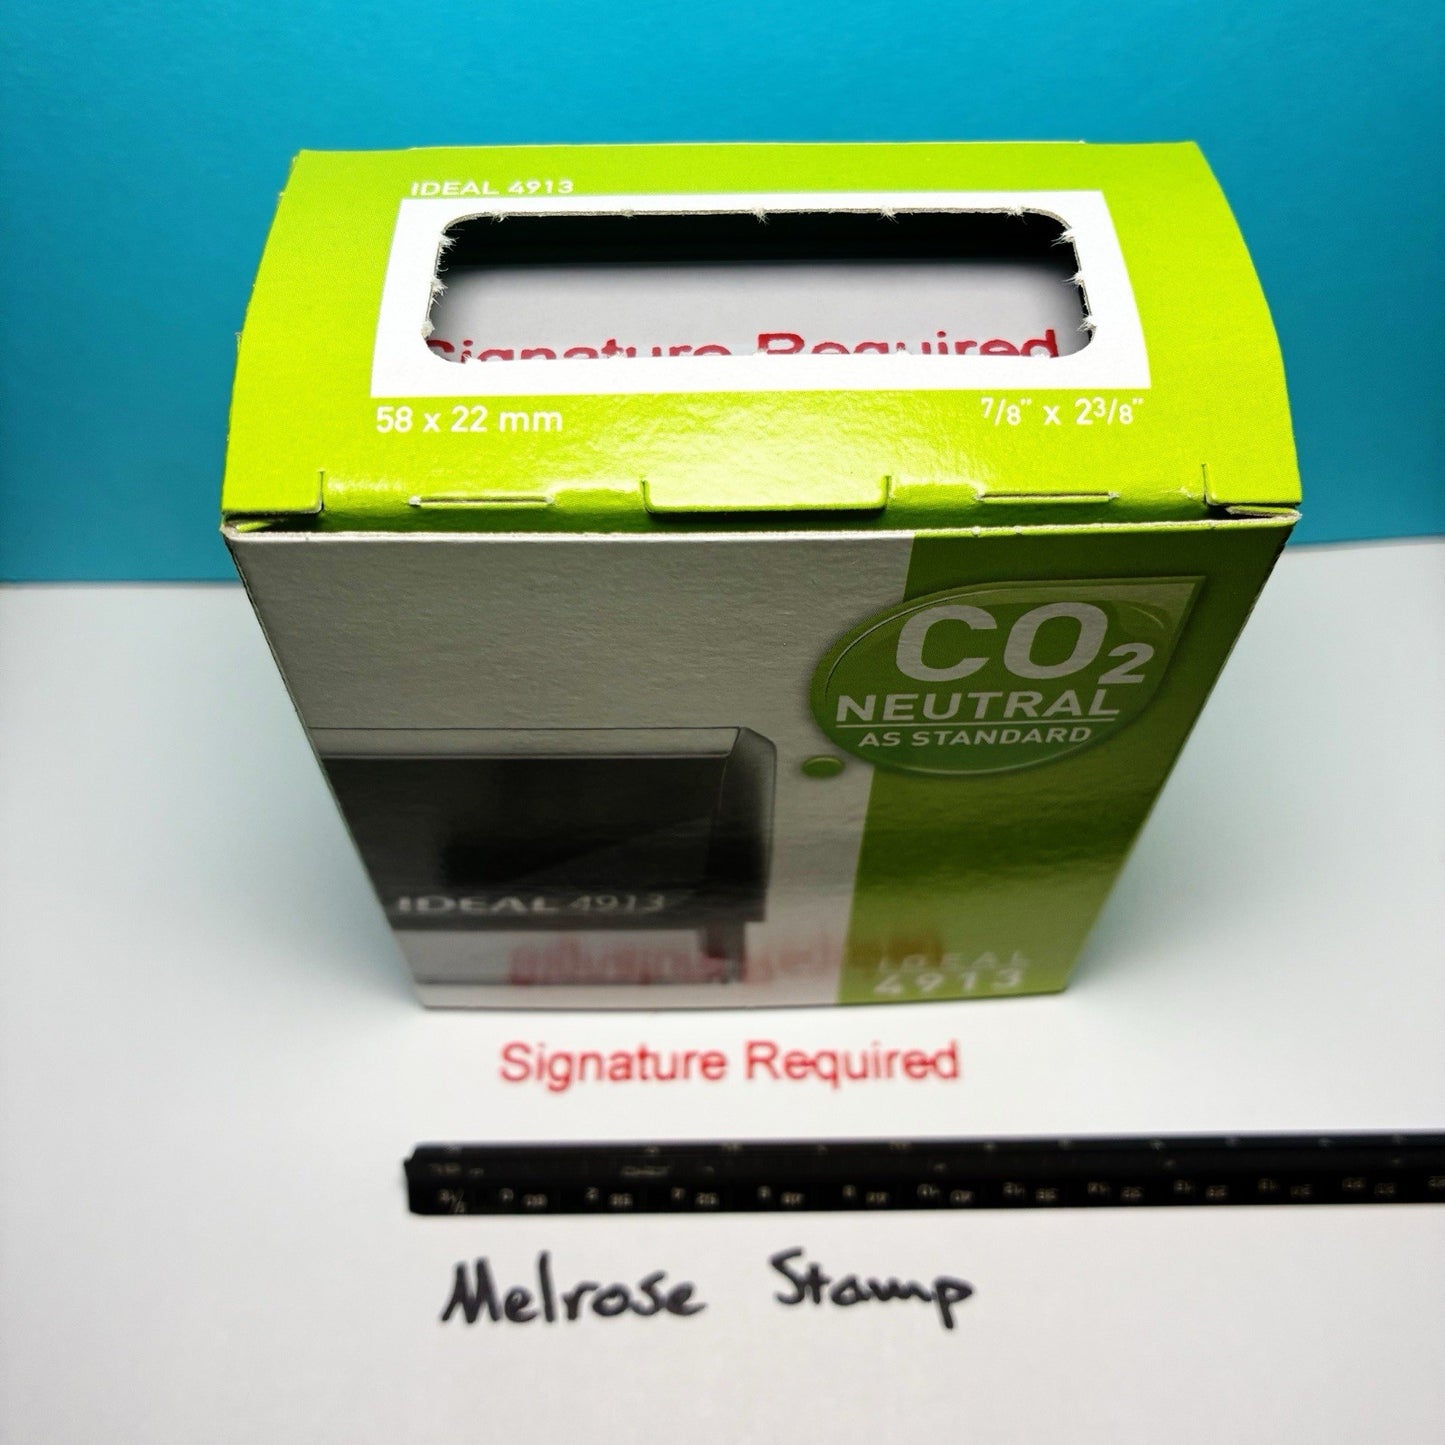 IDEAL 4913
Signature Required
58 x 22 mm
7/8" x 2 3/8"
CO2
NEUTRAL
AS STANDARD
IDEAL 4913
IDEAL
4913
Signature Required
Melrose Stamp